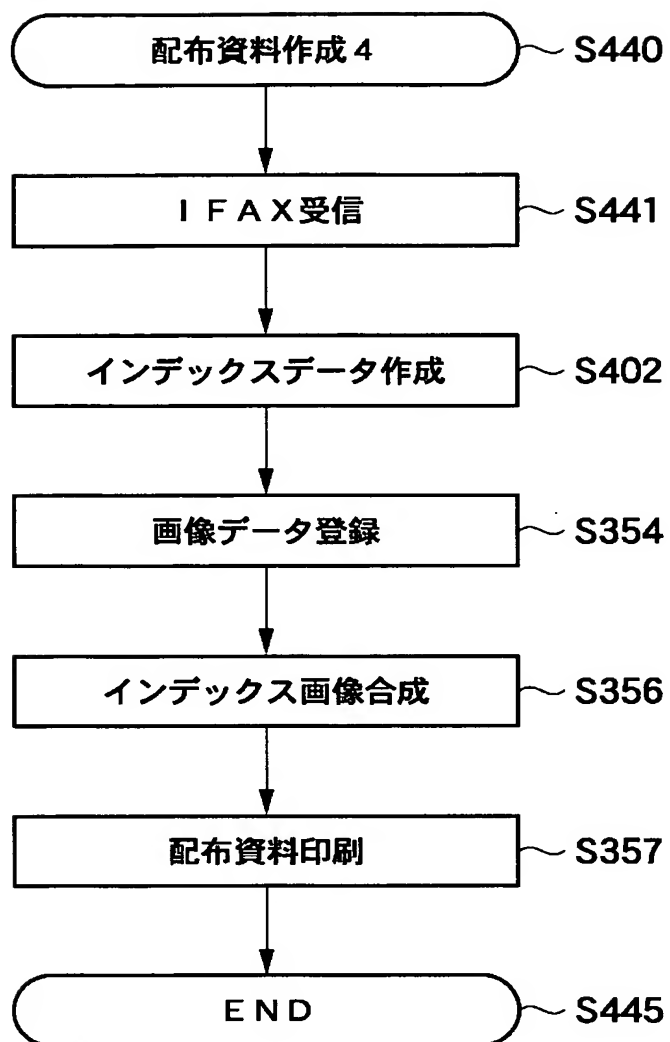 配布資料作成4 S440
IFAX受信 S441
インデックスデータ作成 S402
画像データ登録 S354
インデックス画像合成 S356
配布資料印刷 S357
END S445